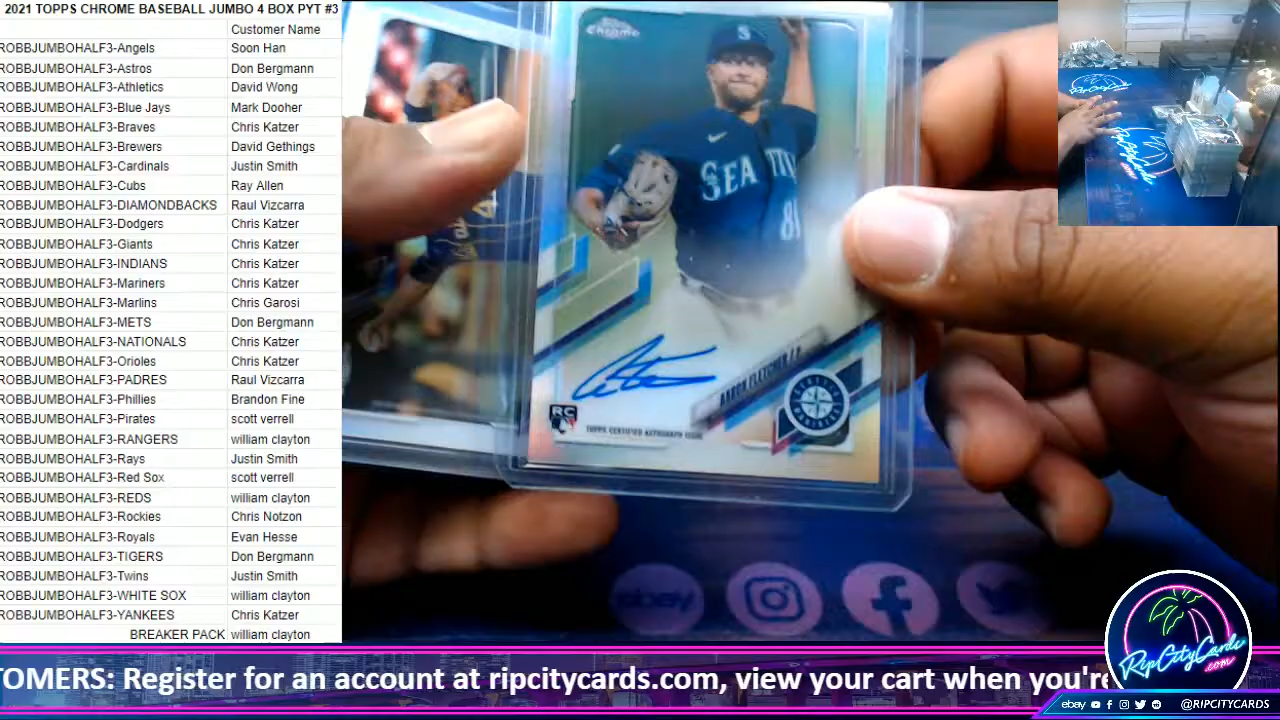 2021 TOPPS CHROME BASEBALL JUMBO 4 BOX PYT #3
Customer Name
ROBBJUMBOHALF3-Angels Soon Han
ROBBJUMBOHALF3-Astros Don Bergmann
ROBBJUMBOHALF3-Athletics David Wong
ROBBJUMBOHALF3-Blue Jays Mark Dooher
ROBBJUMBOHALF3-Braves Chris Katzer
ROBBJUMBOHALF3-Brewers David Gethings
ROBBJUMBOHALF3-Cardinals Justin Smith
ROBBJUMBOHALF3-Cubs Ray Allen
ROBBJUMBOHALF3-DIAMONDBACKS Raul Vizcarra
ROBBJUMBOHALF3-Dodgers Chris Katzer
ROBBJUMBOHALF3-Giants Chris Katzer
ROBBJUMBOHALF3-INDIANS Chris Katzer
ROBBJUMBOHALF3-Mariners Chris Katzer
ROBBJUMBOHALF3-Marlins Chris Garosi
ROBBJUMBOHALF3-METS Don Bergmann
ROBBJUMBOHALF3-NATIONALS Chris Katzer
ROBBJUMBOHALF3-Orioles Chris Katzer
ROBBJUMBOHALF3-PADRES Raul Vizcarra
ROBBJUMBOHALF3-Phillies Brandon Fine
ROBBJUMBOHALF3-Pirates scott verrell
ROBBJUMBOHALF3-RANGERS william clayton
ROBBJUMBOHALF3-Rays Justin Smith
ROBBJUMBOHALF3-Red Sox scott verrell
ROBBJUMBOHALF3-REDS william clayton
ROBBJUMBOHALF3-Rockies Chris Notzon
ROBBJUMBOHALF3-Royals Evan Hesse
ROBBJUMBOHALF3-TIGERS Don Bergmann
ROBBJUMBOHALF3-Twins Justin Smith
ROBBJUMBOHALF3-WHITE SOX william clayton
ROBBJUMBOHALF3-YANKEES Chris Katzer
BREAKER PACK william clayton
Topps
Chrome
S
SEATTL
AARON FLETCHER
RC
TOPPS CERTIFIED AUTOGRAPH ISSUE
SEATTLE
MARINERS
ebay
RipCityCards
.com
RipCityCards
.com
OMERS: Register for an account at ripcitycards.com, view your cart when you're
ebay @RIPCITYCARDS